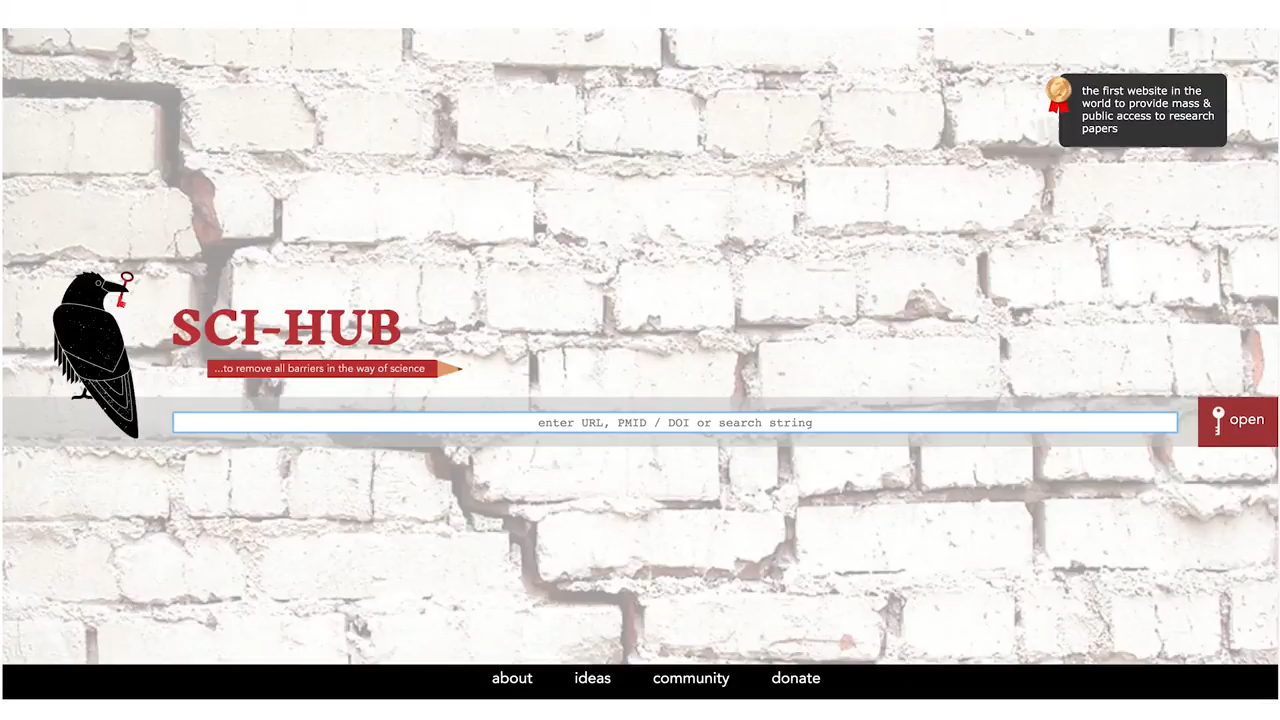 the first website in the
world to provide mass &
public access to research
papers
SCI-HUB
...to remove all barriers in the way of science
enter URL, PMID / DOI or search string
open
about ideas community donate